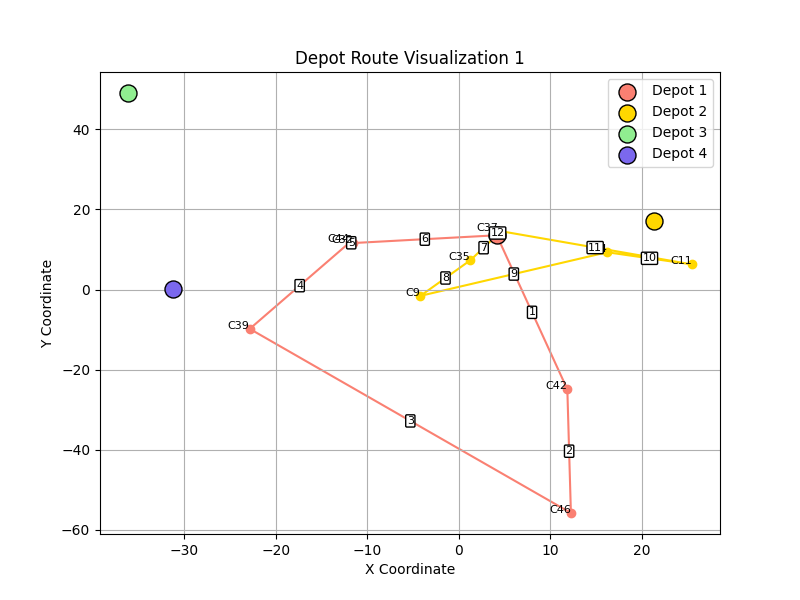 Depot Route Visualization 1
Depot 1
Depot 2
Depot 3
Depot 4
40
20
0
−20
−40
−60
Y Coordinate
−30
−20
−10
0
10
20
X Coordinate
C37
12
7
11
6
5
C35
10
C11
8
9
C9
4
1
C39
C42
3
2
C46